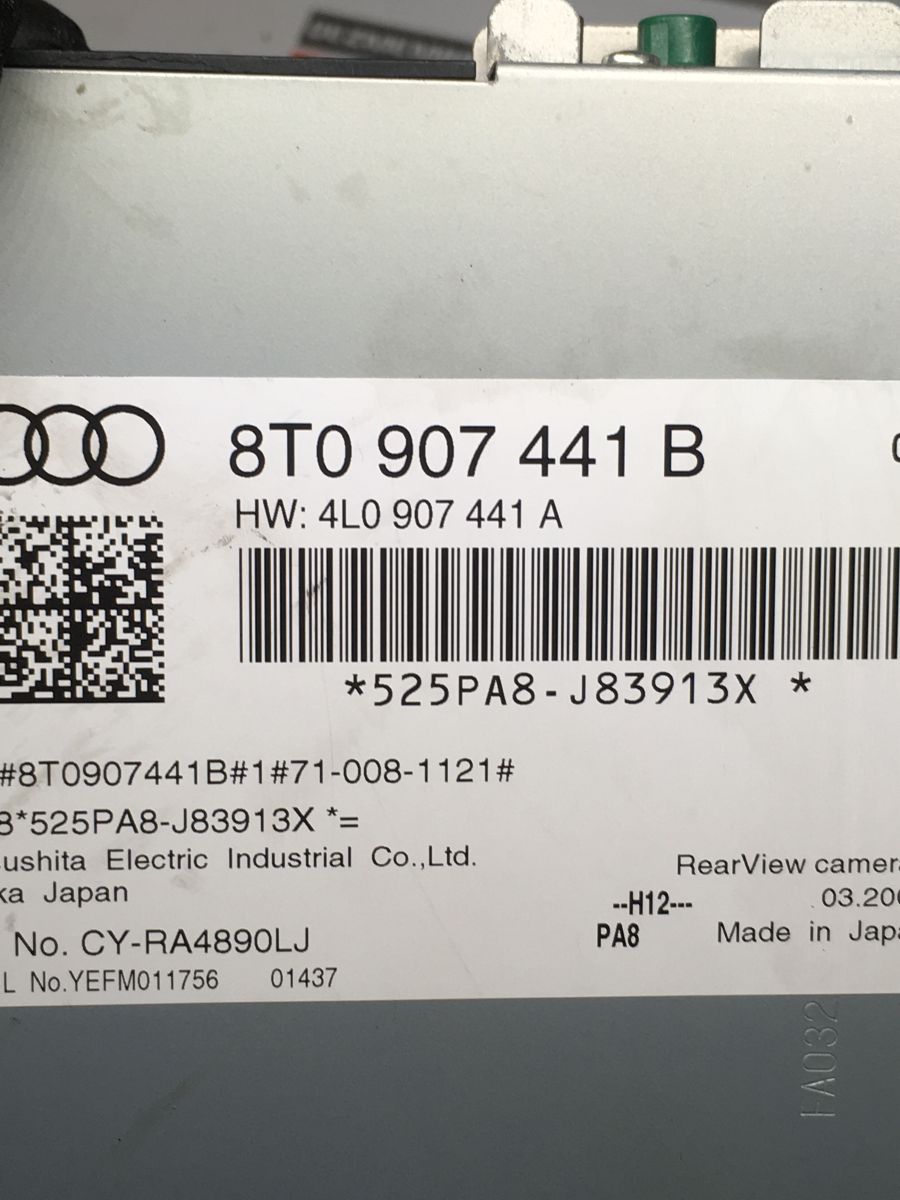 8T0 907 441 B
HW: 4L0 907 441 A
*525PA8-J83913X *
#8T0907441B#1#71-008-1121#
8*525PA8-J83913X *=
ushita Electric Industrial Co.,Ltd.
ka Japan
RearView camer
--H12---
03.200
PA8
Made in Japa
No. CY-RA4890LJ
L No.YEFM011756 01437
FA032